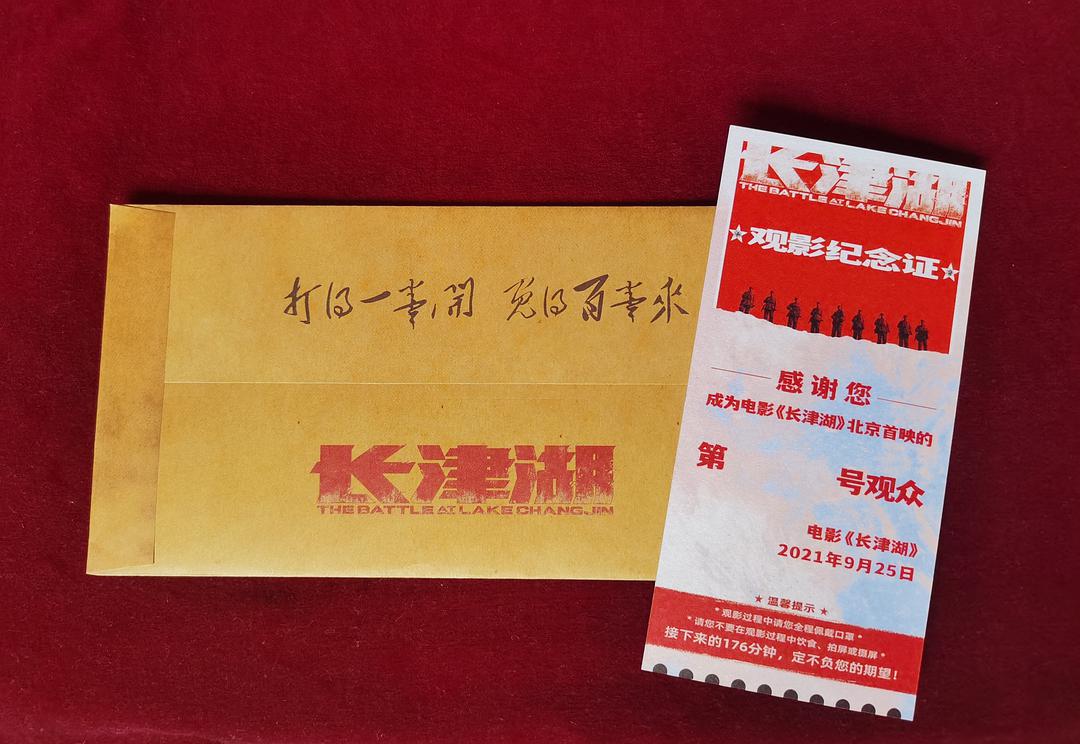 打得一拳開 免得百拳來
长津湖
THE BATTLE AT LAKE CHANGJIN
长津湖
THE BATTLE AT LAKE CHANGJIN
观影纪念证
感谢您
成为电影《长津湖》北京首映的
第 号观众
电影《长津湖》
2021年9月25日
★ 温馨提示 ★
*观影过程中请您全程佩戴口罩*
*请您不要在观影过程中饮食、拍屏或摄屏*
接下来的176分钟，定不负您的期望！